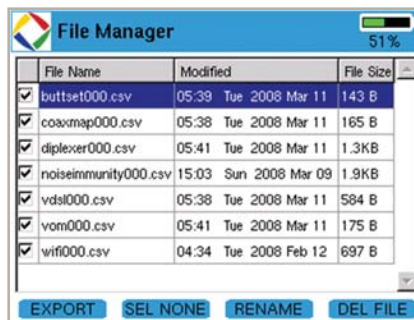 File Manager
51%
File Name Modified File Size
buttset000.csv 05:39 Tue 2008 Mar 11 143 B
coaxmap000.csv 05:38 Tue 2008 Mar 11 165 B
diplexer000.csv 05:41 Tue 2008 Mar 11 1.3KB
noiseimmunity000.csv 15:03 Sun 2008 Mar 09 1.9KB
vdsl000.csv 05:38 Tue 2008 Mar 11 584 B
vom000.csv 05:41 Tue 2008 Mar 11 175 B
wifi000.csv 04:34 Tue 2008 Feb 12 697 B
EXPORT SEL NONE RENAME DEL FILE